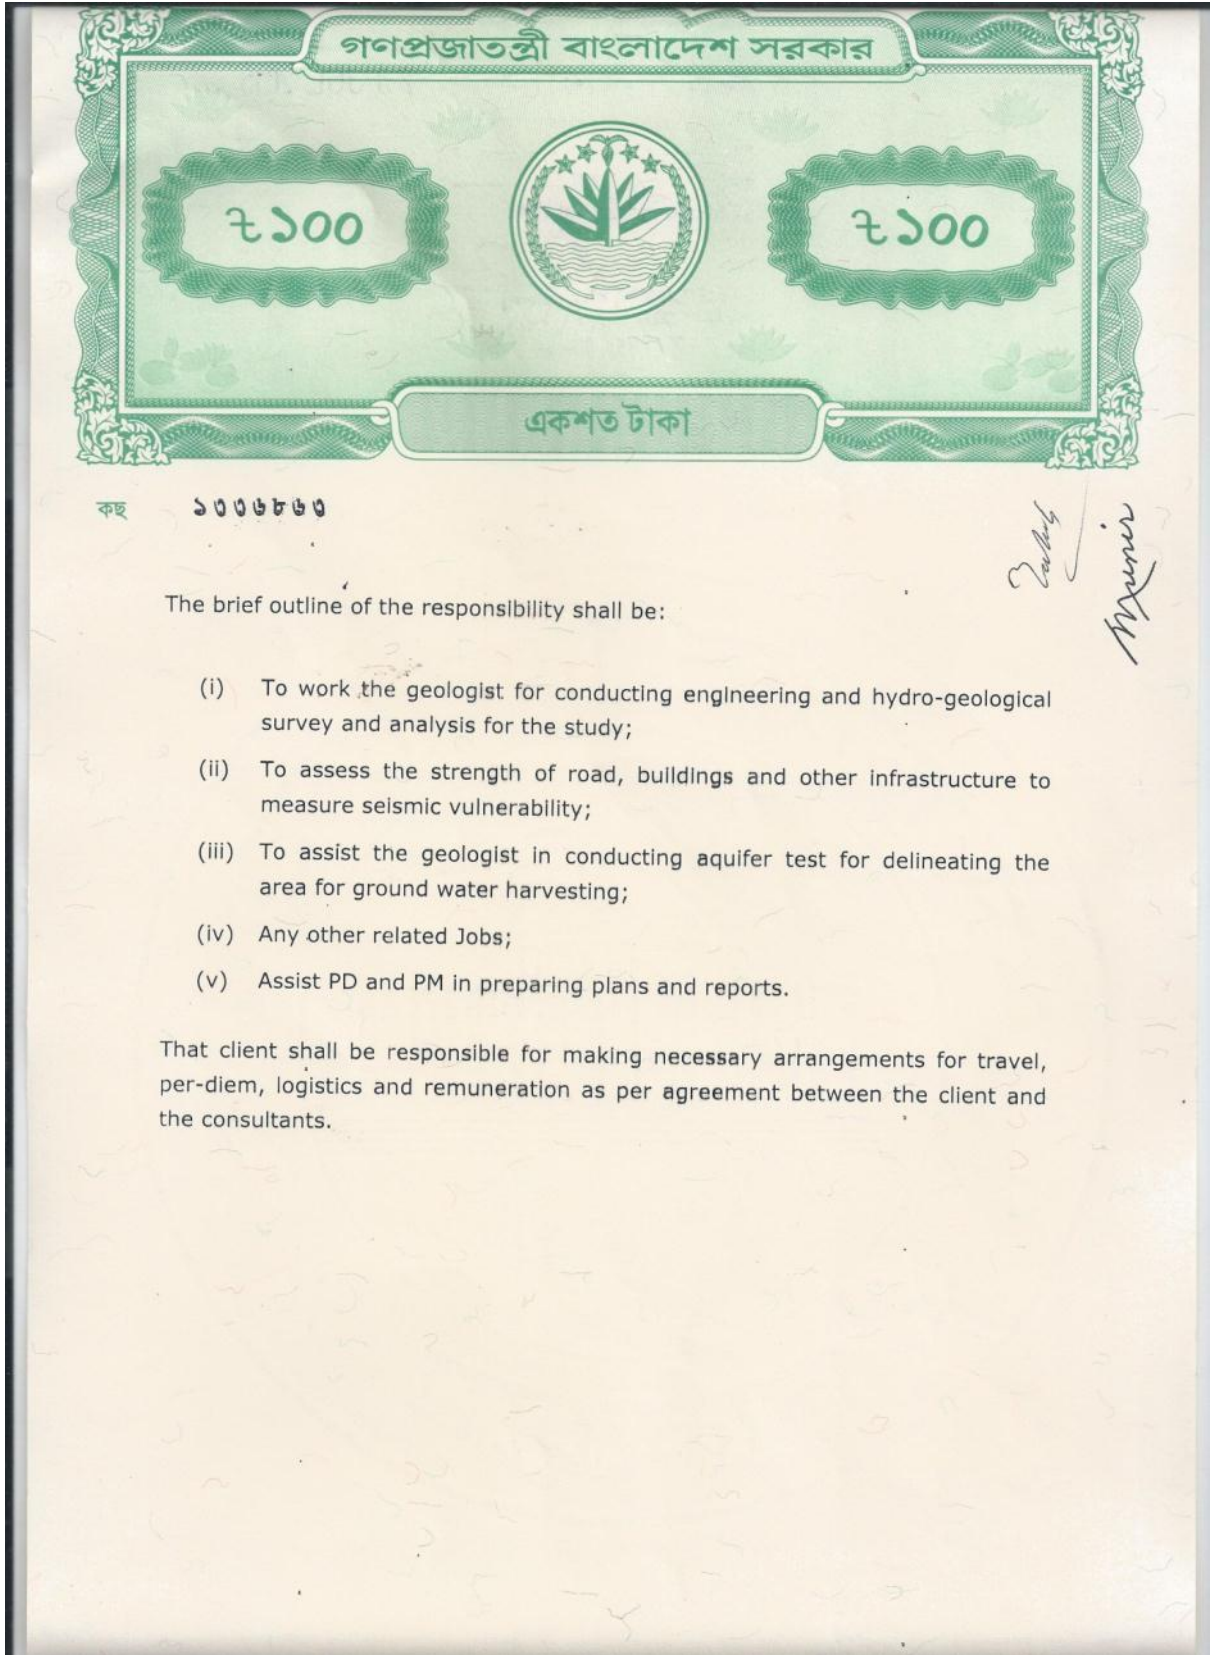 গণপ্রজাতন্ত্রী বাংলাদেশ সরকার
৳১০০ ৳১০০
একশত টাকা
কছ ১৩৩৬৮৬৩
The brief outline of the responsibility shall be:
(i) To work the geologist for conducting engineering and hydro-geological
survey and analysis for the study;
(ii) To assess the strength of road, buildings and other infrastructure to
measure seismic vulnerability;
(iii) To assist the geologist in conducting aquifer test for delineating the
area for ground water harvesting;
(iv) Any other related Jobs;
(v) Assist PD and PM in preparing plans and reports.
That client shall be responsible for making necessary arrangements for travel,
per-diem, logistics and remuneration as per agreement between the client and
the consultants.